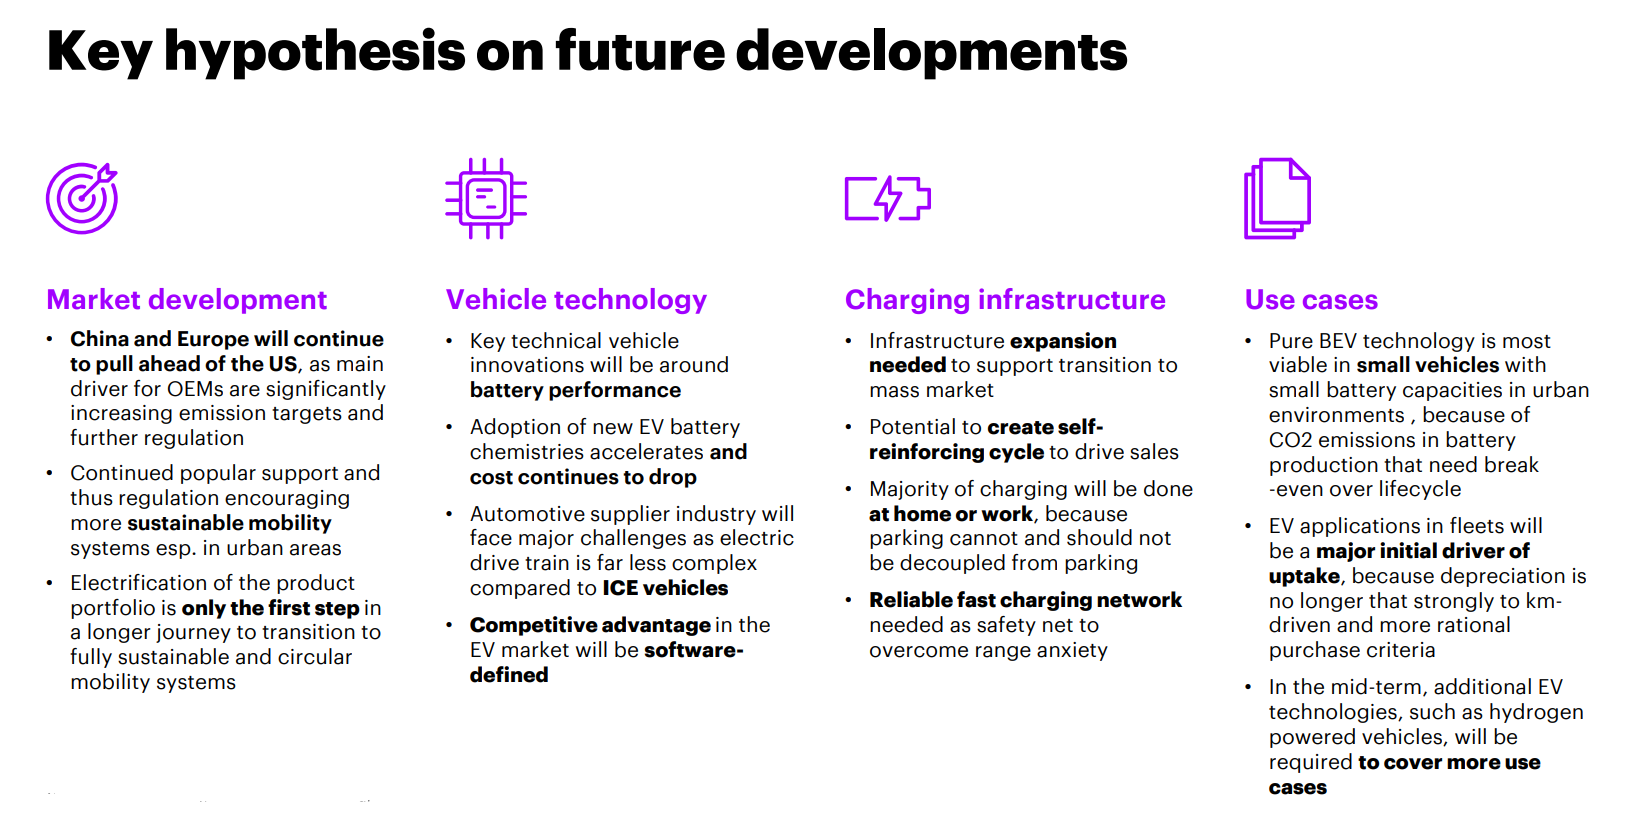 Key hypothesis on future developments
Market development
• China and Europe will continue
to pull ahead of the US, as main
driver for OEMs are significantly
increasing emission targets and
further regulation
• Continued popular support and
thus regulation encouraging
more sustainable mobility
systems esp. in urban areas
• Electrification of the product
portfolio is only the first step in
a longer journey to transition to
fully sustainable and circular
mobility systems
Vehicle technology
• Key technical vehicle
innovations will be around
battery performance
• Adoption of new EV battery
chemistries accelerates and
cost continues to drop
• Automotive supplier industry will
face major challenges as electric
drive train is far less complex
compared to ICE vehicles
• Competitive advantage in the
EV market will be software-
defined
Charging infrastructure
• Infrastructure expansion
needed to support transition to
mass market
• Potential to create self-
reinforcing cycle to drive sales
• Majority of charging will be done
at home or work, because
parking cannot and should not
be decoupled from parking
• Reliable fast charging network
needed as safety net to
overcome range anxiety
Use cases
• Pure BEV technology is most
viable in small vehicles with
small battery capacities in urban
environments , because of
CO2 emissions in battery
production that need break
-even over lifecycle
• EV applications in fleets will
be a major initial driver of
uptake, because depreciation is
no longer that strongly to km-
driven and more rational
purchase criteria
• In the mid-term, additional EV
technologies, such as hydrogen
powered vehicles, will be
required to cover more use
cases